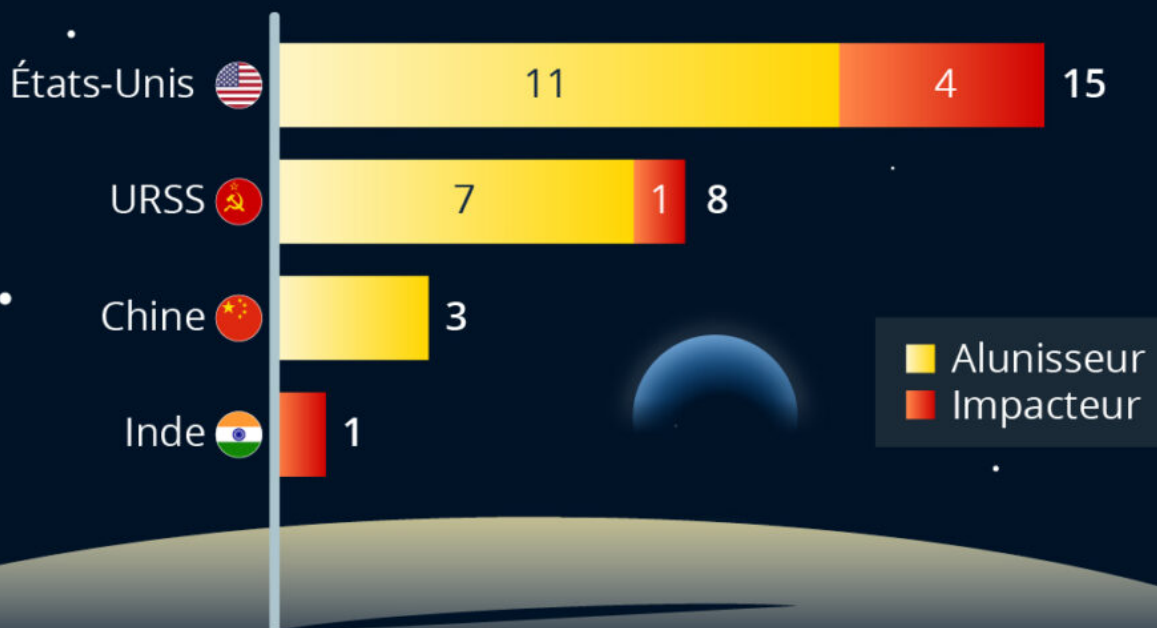 États-Unis 11 4 15
URSS 7 1 8
Chine 3
Inde 1
Alunisseur
Impacteur